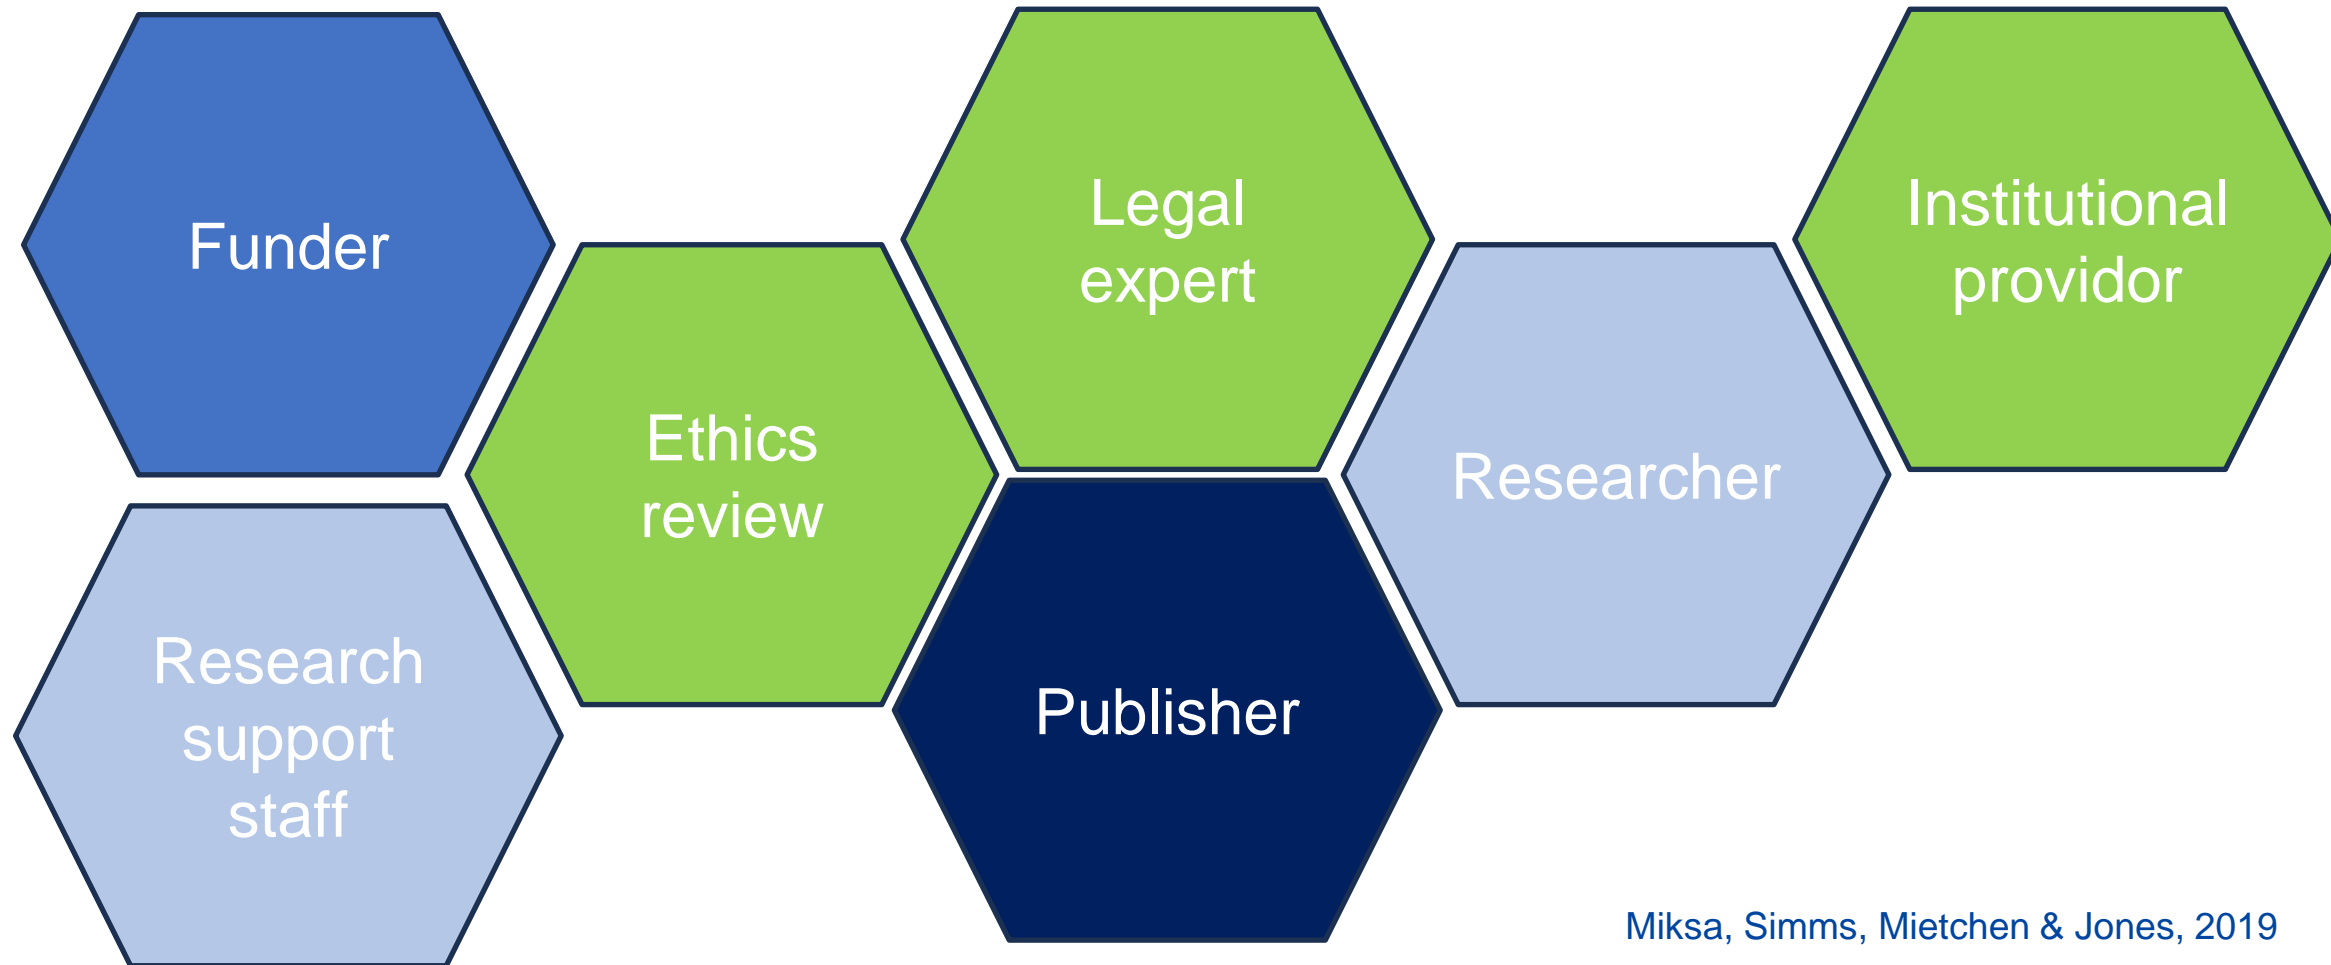 Funder
Legal
expert
Institutional
providor
Ethics
review
Researcher
Research
support
staff
Publisher
Miksa, Simms, Mietchen & Jones, 2019